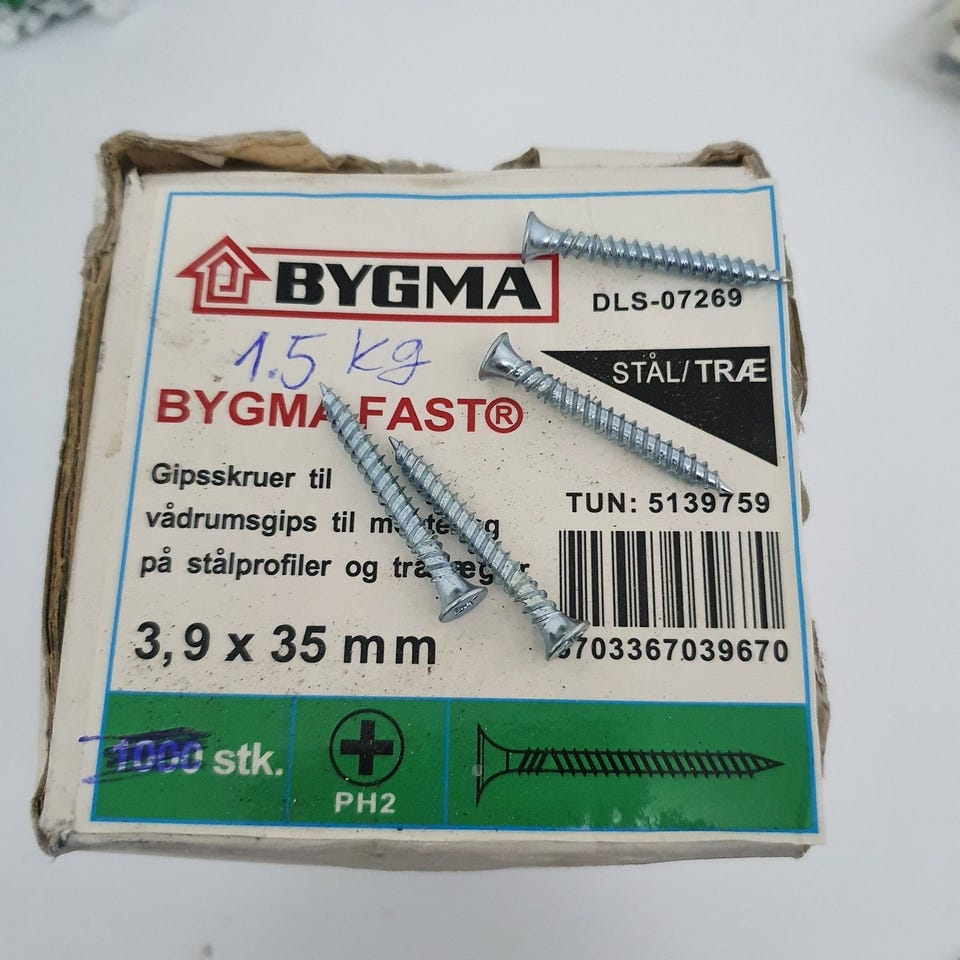 BYGMA
DLS-07269
1.5 kg
STÅL/TRÆ
BYGMA FAST®
Gipsskruer til
vådrumsgips til
på stålprofiler og
TUN: 5139759
5703367039670
3,9 x 35 mm
1000 stk.
PH2